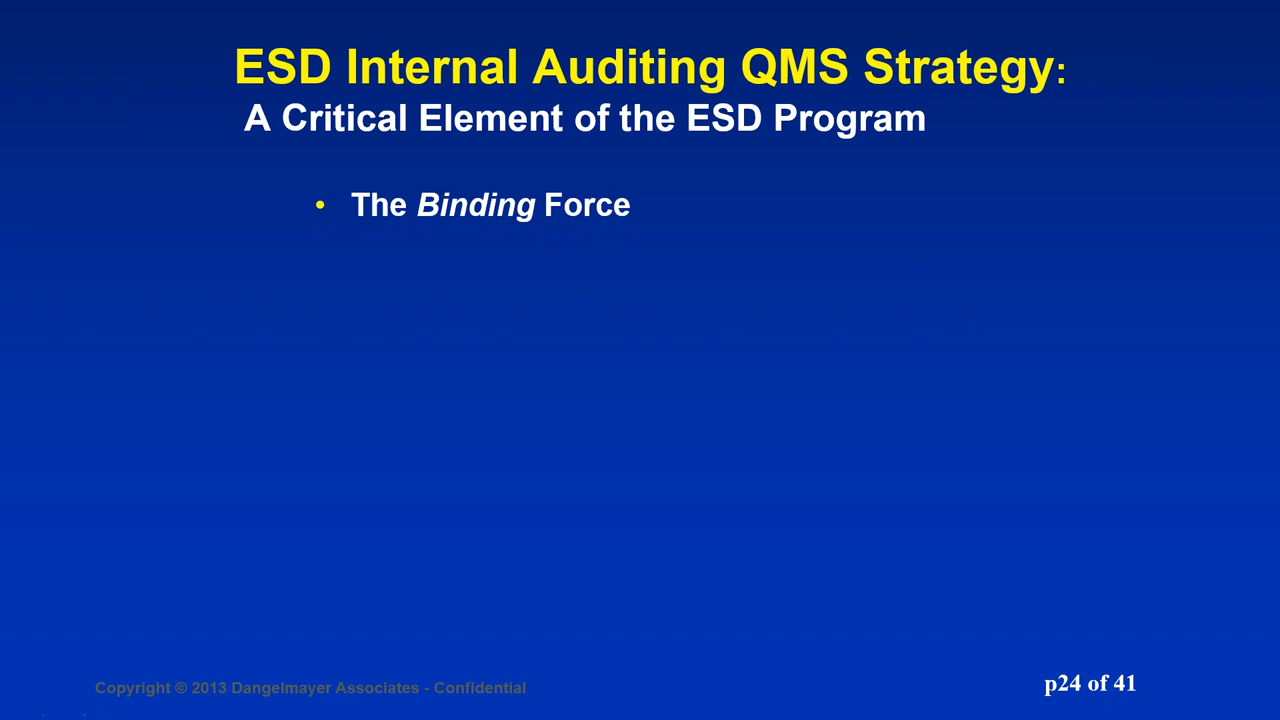 ESD Internal Auditing QMS Strategy:
A Critical Element of the ESD Program
• The Binding Force
Copyright © 2013 Dangelmayer Associates - Confidential
p24 of 41